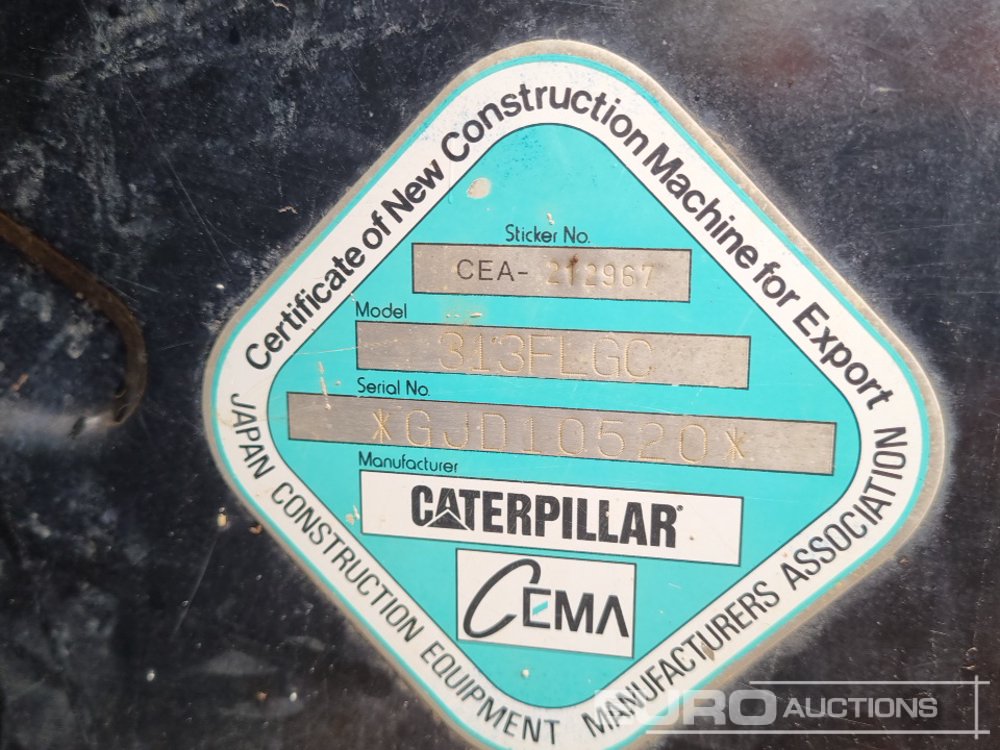 Certificate of New Construction Machine for Export
Sticker No.
CEA- 212967
Model
313FLGC
Serial No.
*GJD10520*
Manufacturer
CATERPILLAR®
CEMA
JAPAN CONSTRUCTION EQUIPMENT MANUFACTURERS ASSOCIATION
EURO AUCTIONS